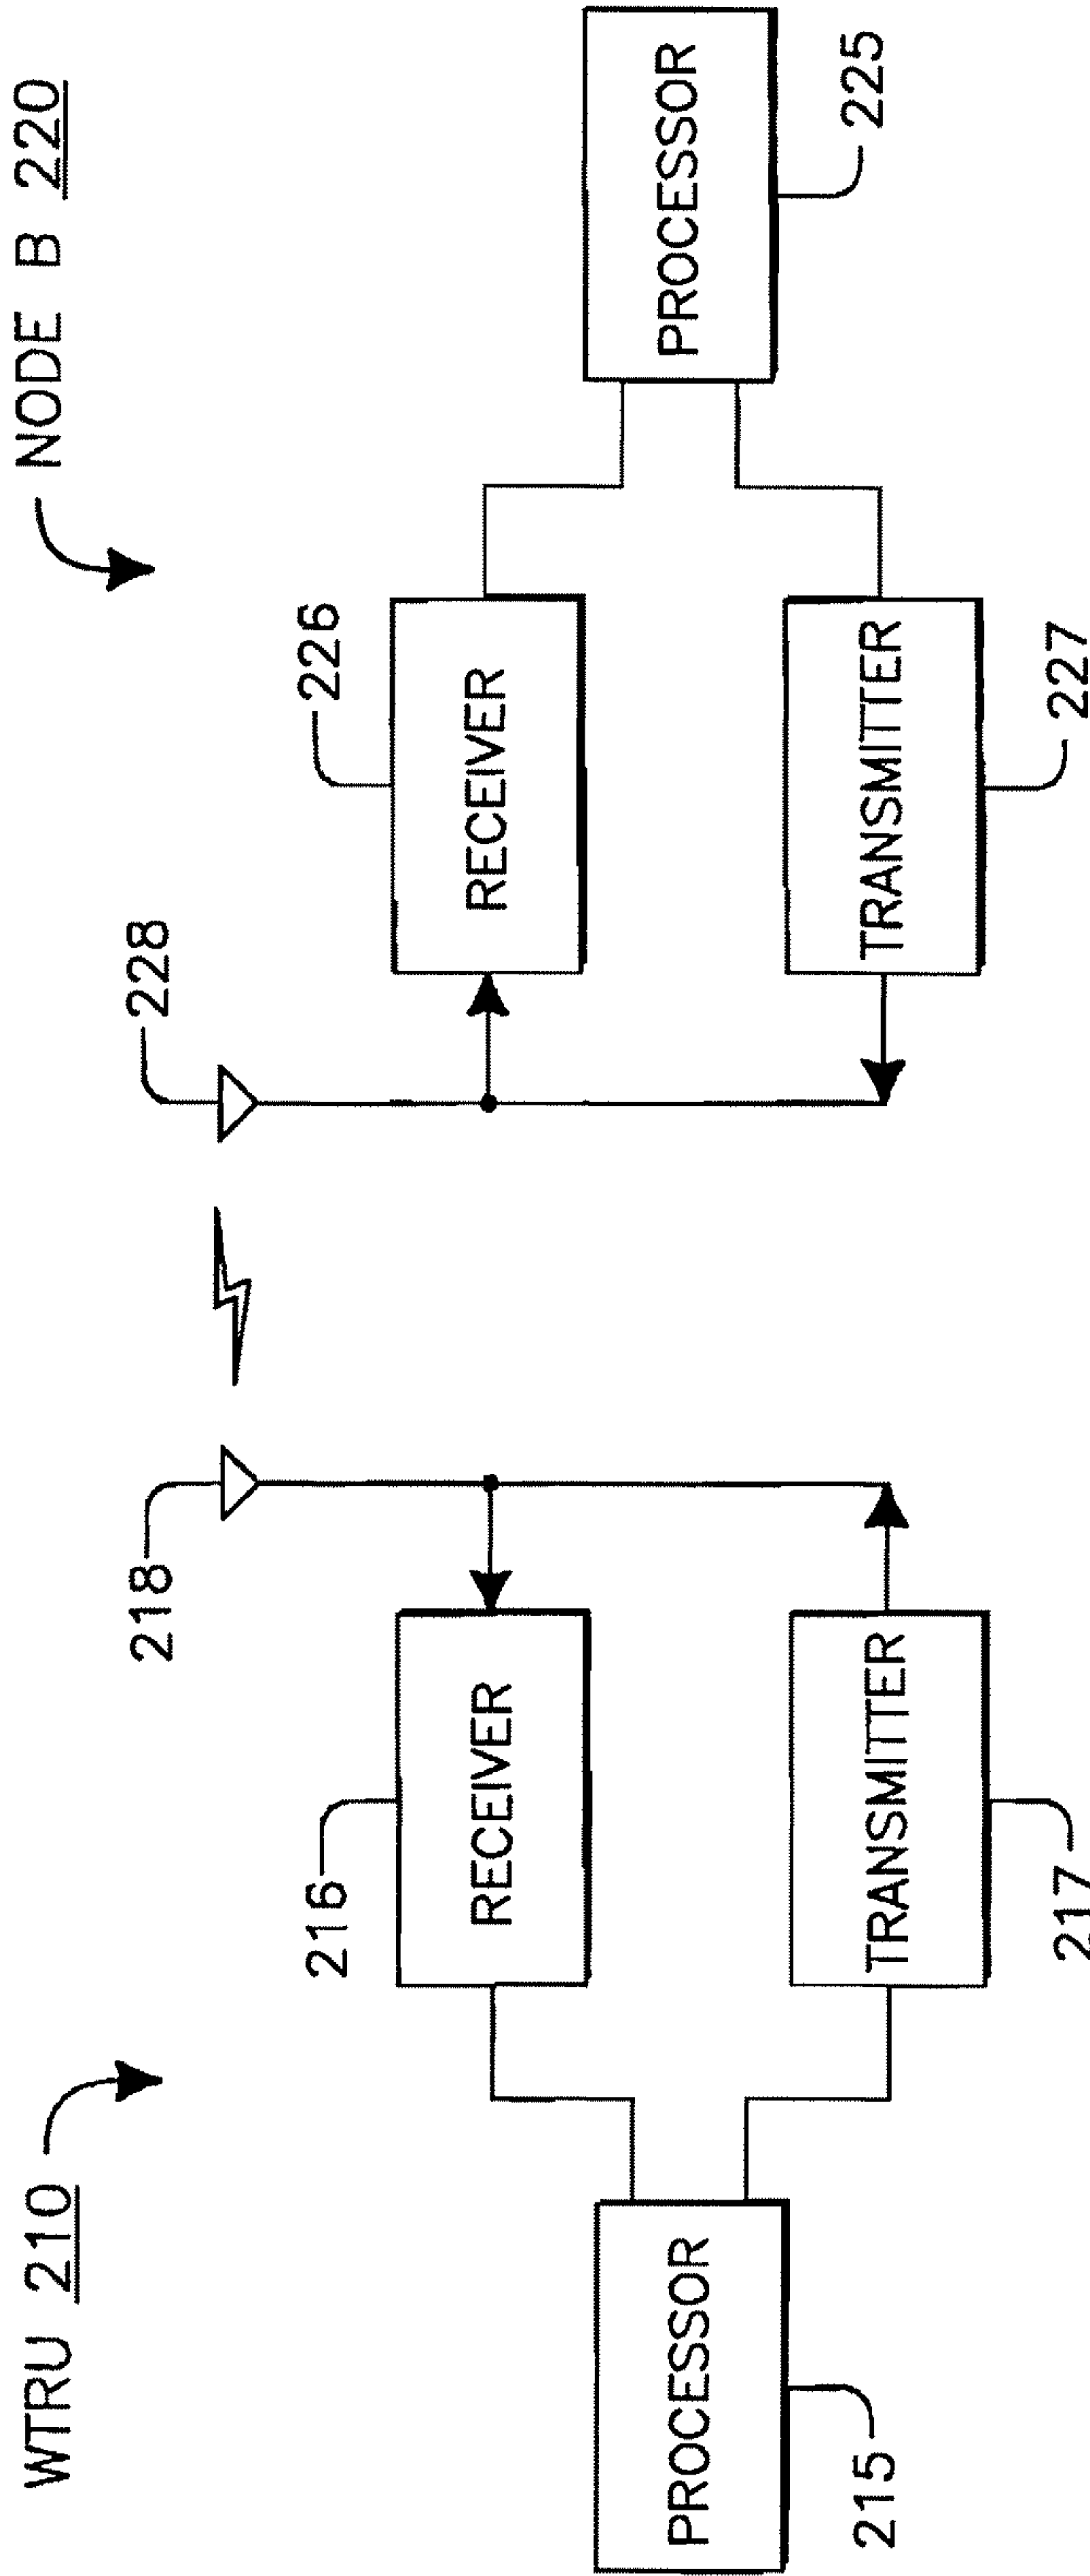 WTRU 210
NODE B 220
218
228
216
226
RECEIVER
RECEIVER
PROCESSOR
PROCESSOR
215
225
TRANSMITTER
TRANSMITTER
217
227